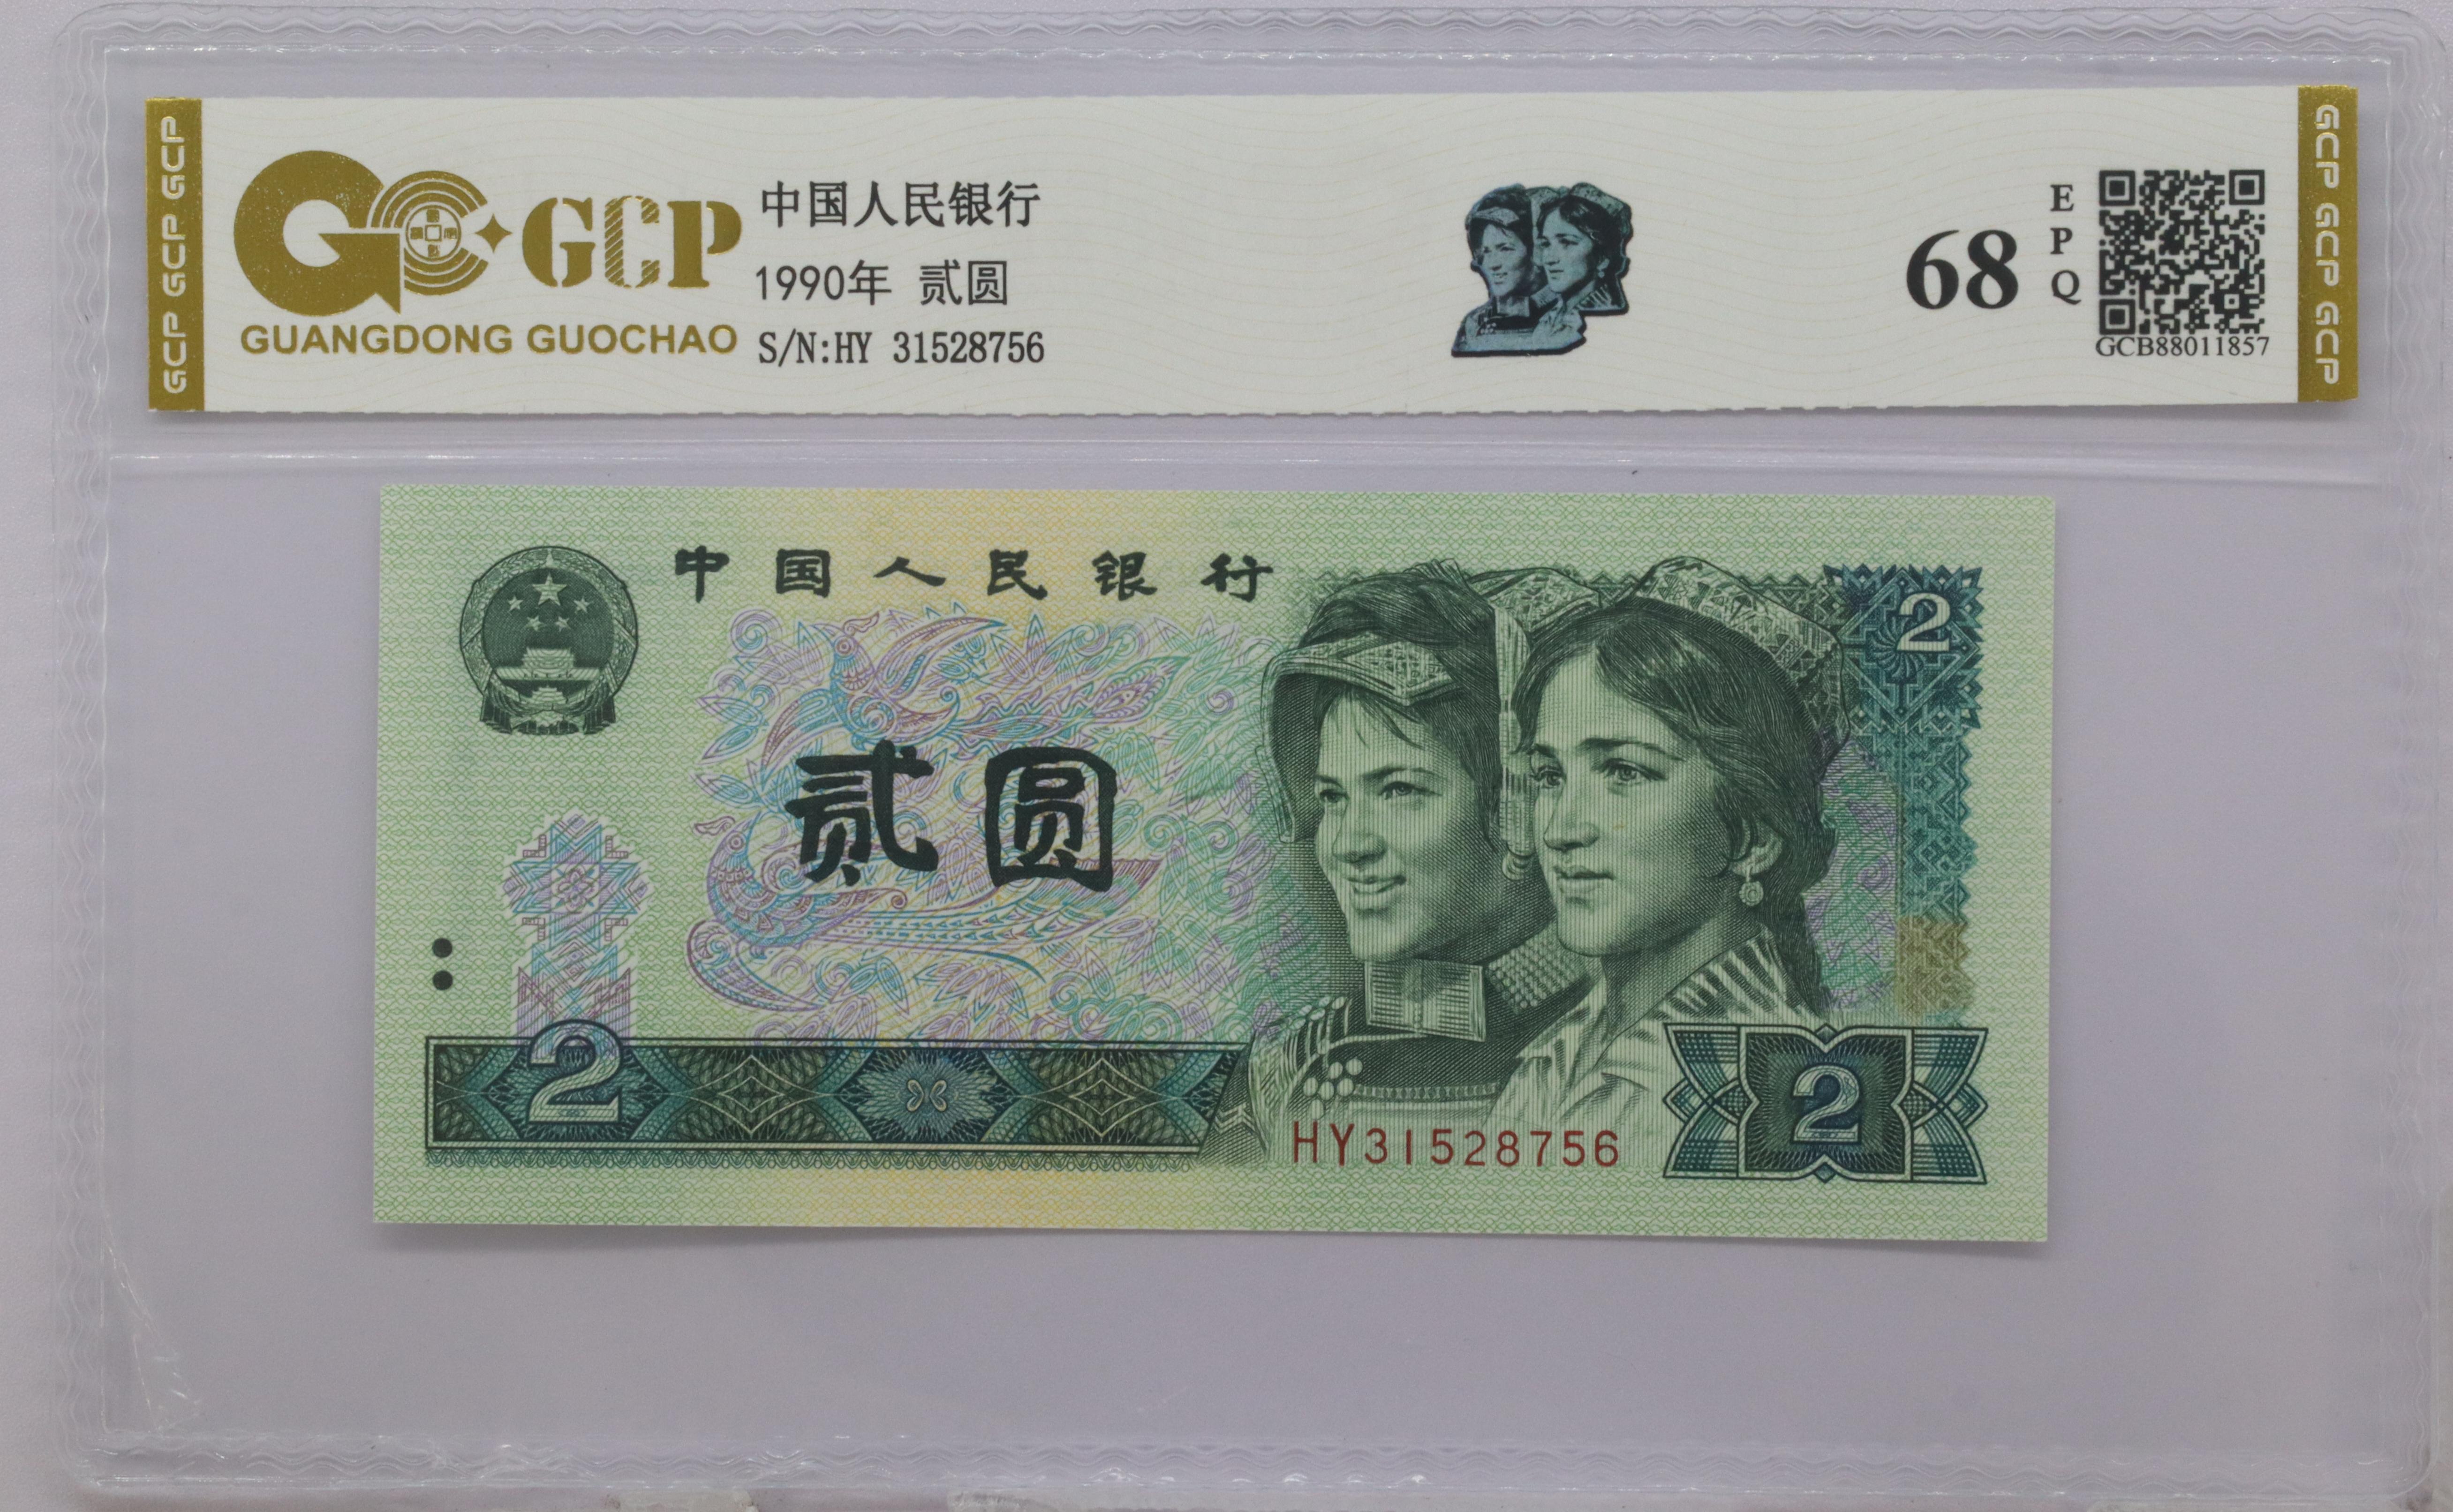 GCP GCP GCP
GCP
GUANGDONG GUOCHAO
中国人民银行
1990年 贰圆
S/N:HY 31528756
68
E
P
Q
GCB88011857
GCP GCP GCP
中国人民银行
2
贰圆
2
HY31528756
2